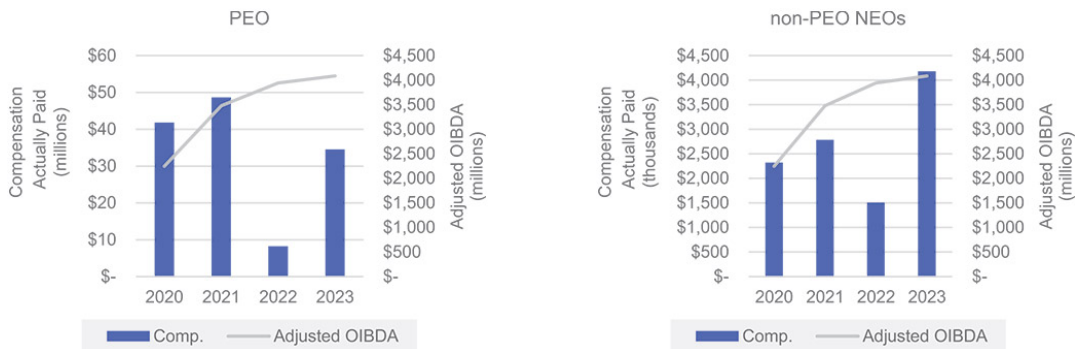 PEO
Compensation
Actually Paid
(millions)
$60
$50
$40
$30
$20
$10
$-
$4,500
$4,000
$3,500
$3,000
$2,500
$2,000
$1,500
$1,000
$500
$-
Adjusted OIBDA
(millions)
2020 2021 2022 2023
Comp. Adjusted OIBDA
non-PEO NEOs
Compensation
Actually Paid
(thousands)
$4,500
$4,000
$3,500
$3,000
$2,500
$2,000
$1,500
$1,000
$500
$-
$4,500
$4,000
$3,500
$3,000
$2,500
$2,000
$1,500
$1,000
$500
$-
Adjusted OIBDA
(millions)
2020 2021 2022 2023
Comp. Adjusted OIBDA